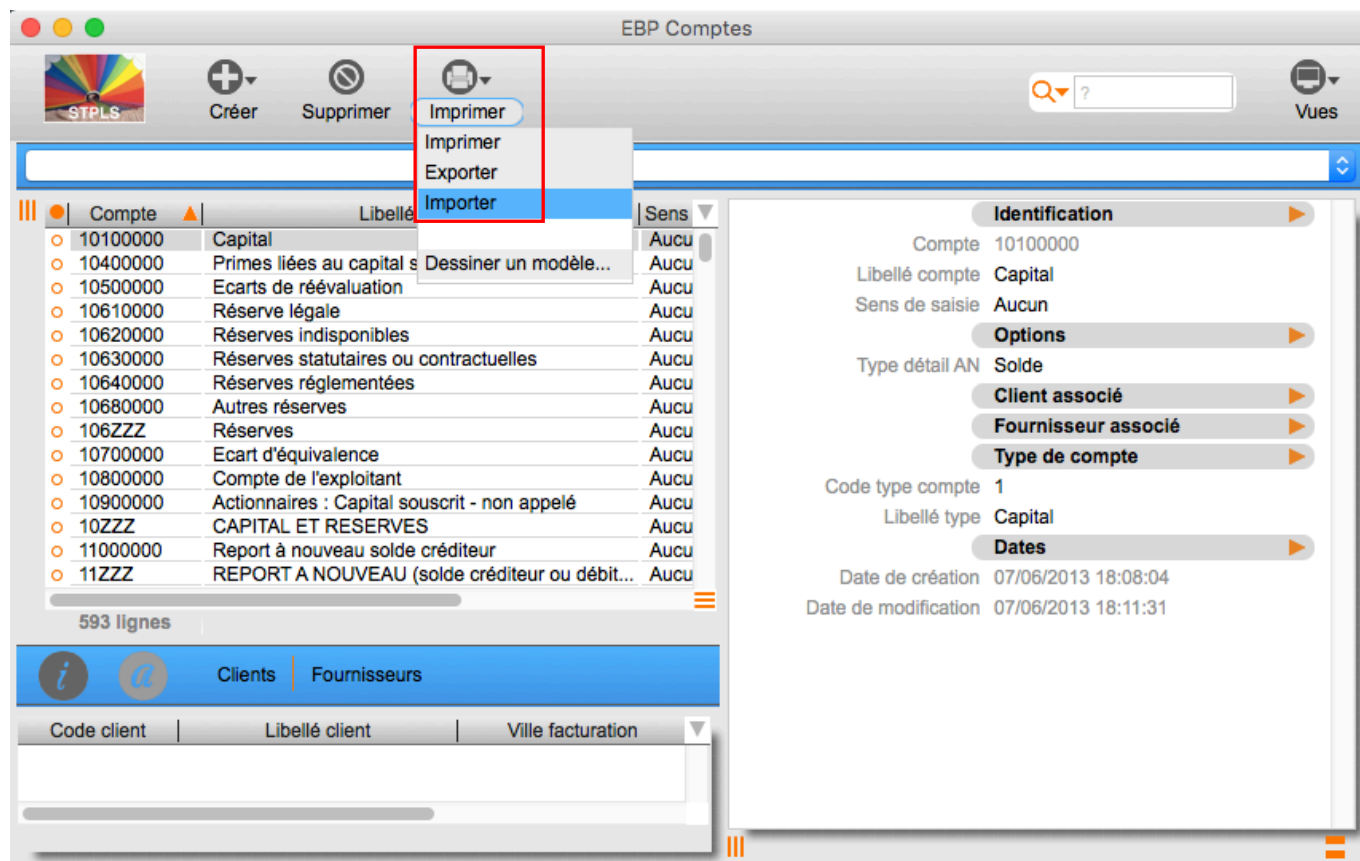 EBP Comptes
STPLS
Créer Supprimer Imprimer ? Vues
Imprimer
Exporter
Importer
Dessiner un modèle...
Compte Libellé Sens
10100000 Capital Aucu
10400000 Primes liées au capital s Aucu
10500000 Ecarts de réévaluation Aucu
10610000 Réserve légale Aucu
10620000 Réserves indisponibles Aucu
10630000 Réserves statutaires ou contractuelles Aucu
10640000 Réserves réglementées Aucu
10680000 Autres réserves Aucu
106ZZZ Réserves Aucu
10700000 Ecart d'équivalence Aucu
10800000 Compte de l'exploitant Aucu
10900000 Actionnaires : Capital souscrit - non appelé Aucu
10ZZZ CAPITAL ET RESERVES Aucu
11000000 Report à nouveau solde créditeur Aucu
11ZZZ REPORT A NOUVEAU (solde créditeur ou débit... Aucu
593 lignes
i @ Clients Fournisseurs
Code client Libellé client Ville facturation
Identification
Compte 10100000
Libellé compte Capital
Sens de saisie Aucun
Options
Type détail AN Solde
Client associé
Fournisseur associé
Type de compte
Code type compte 1
Libellé type Capital
Dates
Date de création 07/06/2013 18:08:04
Date de modification 07/06/2013 18:11:31